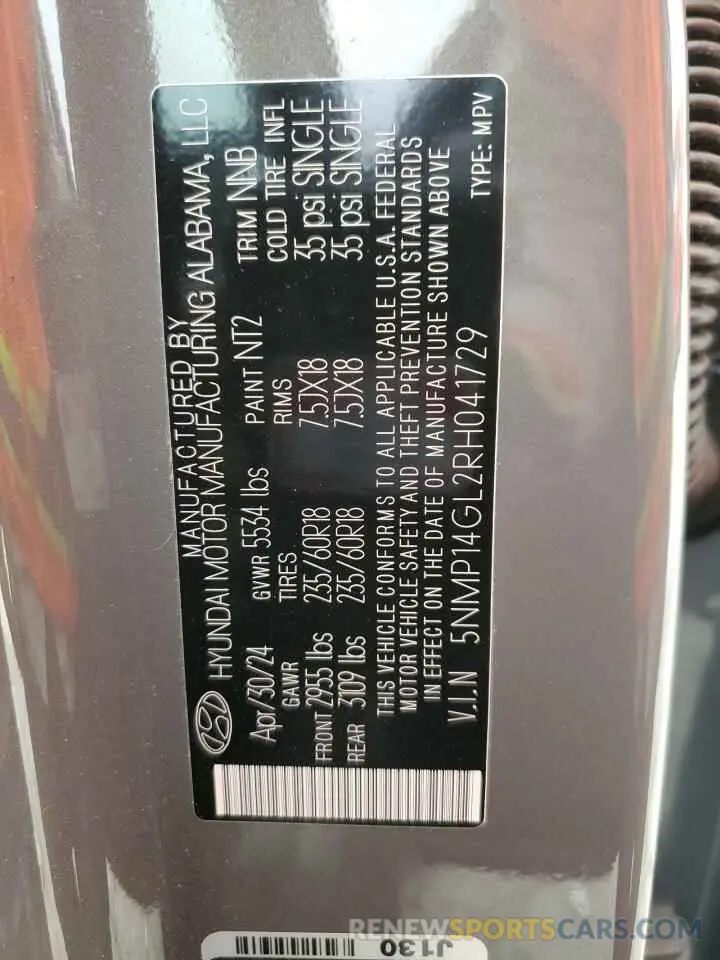 MANUFACTURED BY
HYUNDAI MOTOR MANUFACTURING ALABAMA, LLC
Apr/30/24 GVWR 5534 lbs PAINT NT2 TRIM NNB
GAWR TIRES RIMS COLD TIRE INFL
FRONT 2955 lbs 235/60R18 7.5JX18 35 psi SINGLE
REAR 3109 lbs 235/60R18 7.5JX18 35 psi SINGLE
THIS VEHICLE CONFORMS TO ALL APPLICABLE U.S.A. FEDERAL
MOTOR VEHICLE SAFETY AND THEFT PREVENTION STANDARDS
IN EFFECT ON THE DATE OF MANUFACTURE SHOWN ABOVE
V.I.N 5NMP14GL2RH041729 TYPE: MPV
J130
RENEWSPORTSCARS.COM